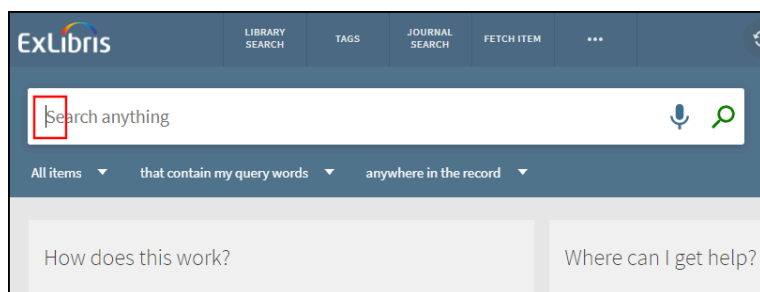 ExLibris
LIBRARY
SEARCH
TAGS
JOURNAL
SEARCH
FETCH ITEM
•••
Search anything
All items
that contain my query words
anywhere in the record
How does this work?
Where can I get help?